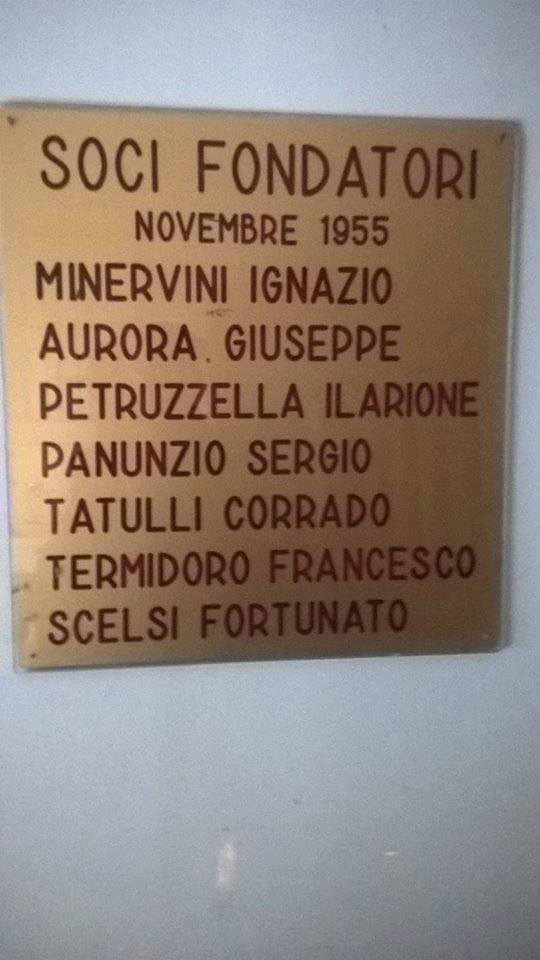 SOCI FONDATORI
NOVEMBRE 1955
MINERVINI IGNAZIO
AURORA GIUSEPPE
PETRUZZELLA ILARIONE
PANUNZIO SERGIO
TATULLI CORRADO
TERMIDORO FRANCESCO
SCELSI FORTUNATO